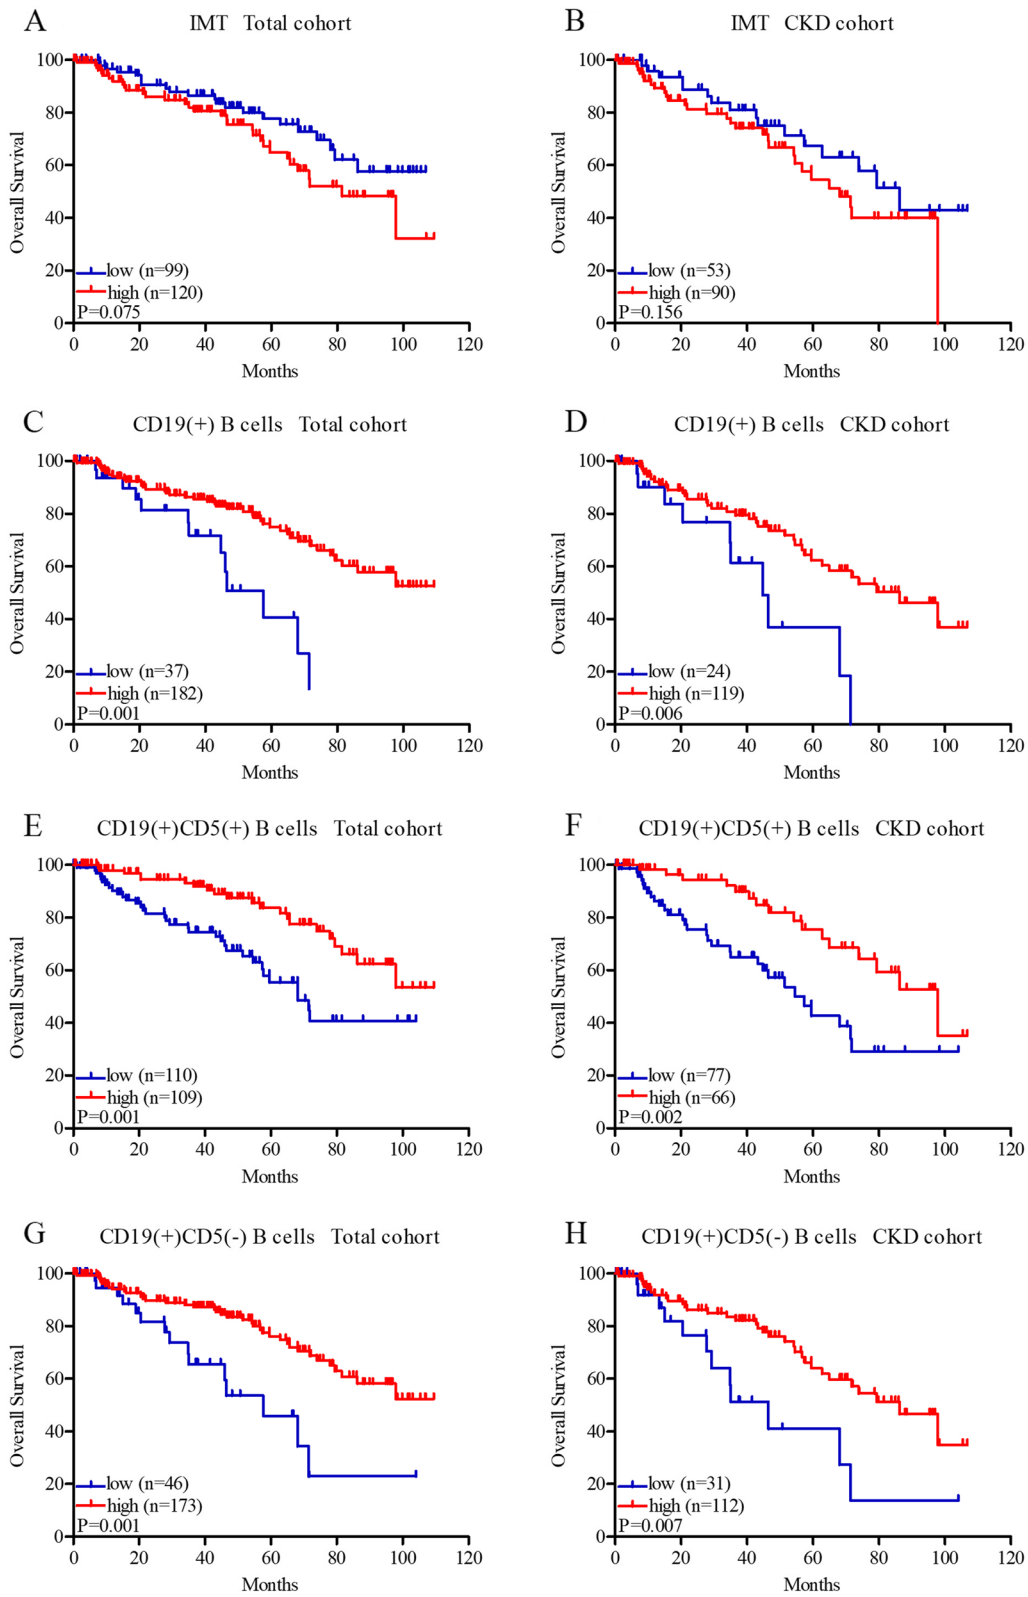 A
IMT Total cohort
100
80
60
40
20
0
Overall Survival
low (n=99)
high (n=120)
P=0.075
0 20 40 60 80 100 120
Months
B
IMT CKD cohort
100
80
60
40
20
0
Overall Survival
low (n=53)
high (n=90)
P=0.156
0 20 40 60 80 100 120
Months
C
CD19(+) B cells Total cohort
100
80
60
40
20
0
Overall Survival
low (n=37)
high (n=182)
P=0.001
0 20 40 60 80 100 120
Months
D
CD19(+) B cells CKD cohort
100
80
60
40
20
0
Overall Survival
low (n=24)
high (n=119)
P=0.006
0 20 40 60 80 100 120
Months
E
CD19(+)CD5(+) B cells Total cohort
100
80
60
40
20
0
Overall Survival
low (n=110)
high (n=109)
P=0.001
0 20 40 60 80 100 120
Months
F
CD19(+)CD5(+) B cells CKD cohort
100
80
60
40
20
0
Overall Survival
low (n=77)
high (n=66)
P=0.002
0 20 40 60 80 100 120
Months
G
CD19(+)CD5(-) B cells Total cohort
100
80
60
40
20
0
Overall Survival
low (n=46)
high (n=173)
P=0.001
0 20 40 60 80 100 120
Months
H
CD19(+)CD5(-) B cells CKD cohort
100
80
60
40
20
0
Overall Survival
low (n=31)
high (n=112)
P=0.007
0 20 40 60 80 100 120
Months